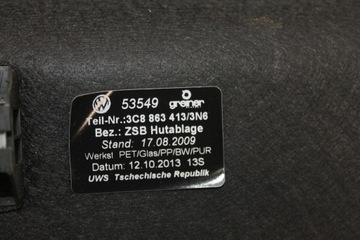 53549 greiner
Teil-Nr.:3C8 863 413/3N6
Bez.: ZSB Hutablage
Stand: 17.08.2009
Werkst PET/Glas/PP/BW/PUR
Datum: 12.10.2013 13S
UWS Tschechische Republik